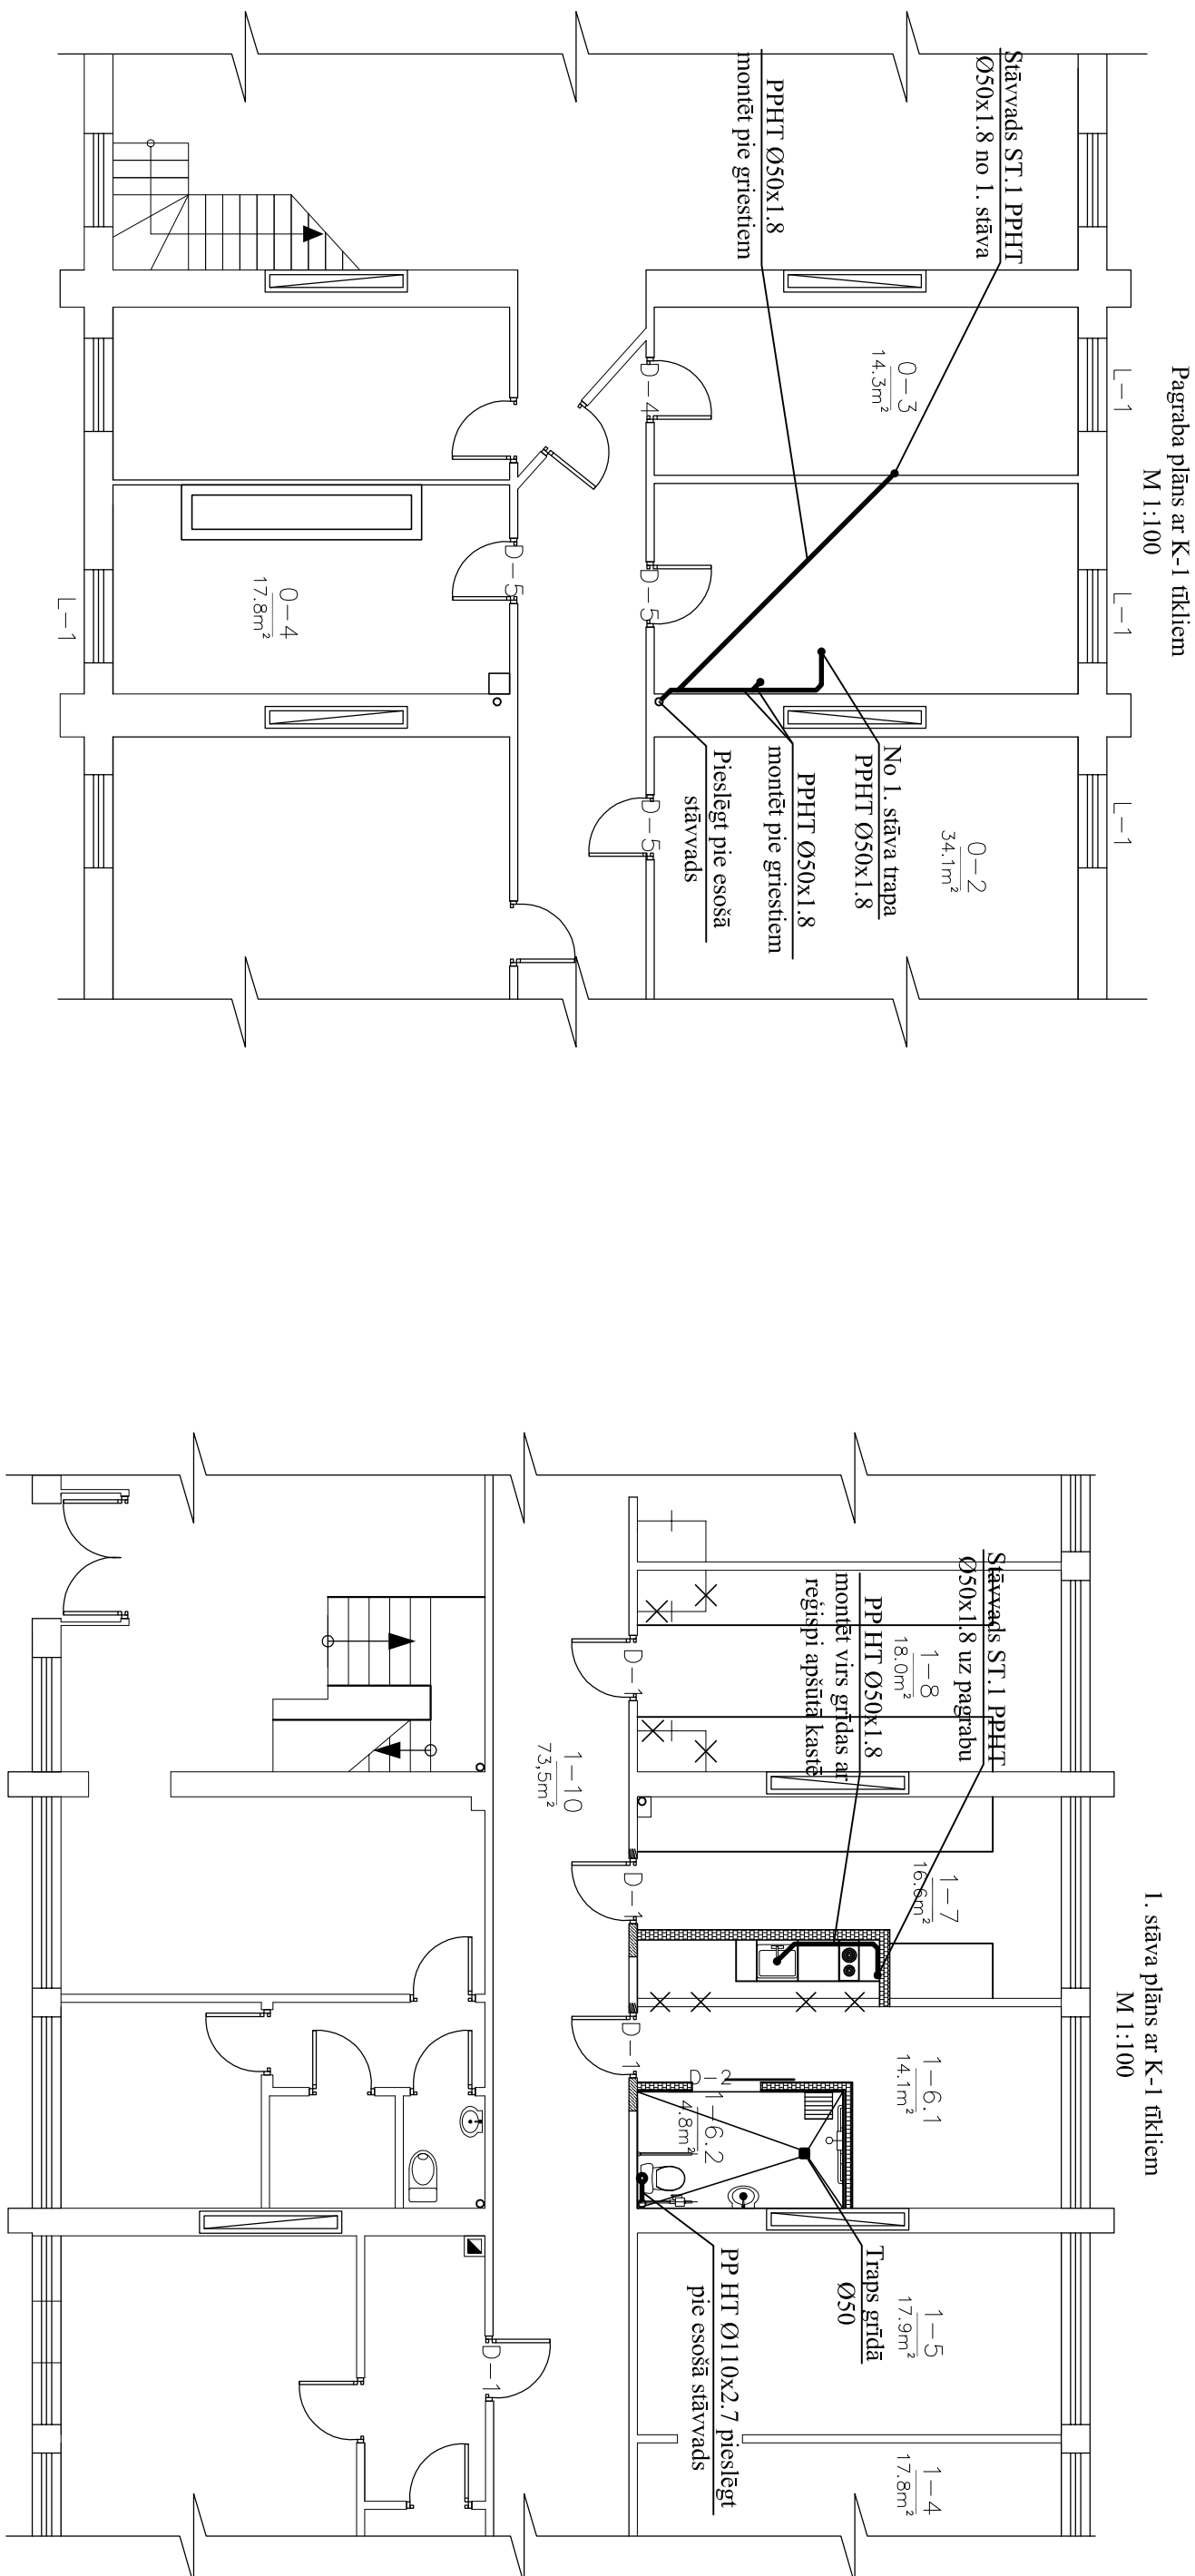 Pagraba plāns ar K-1 tīkliem
M 1:100
L-1
L-1
L-1
Stāvvads ST.1 PPHT
Ø50x1.8 no 1. stāva
PPHT Ø50x1.8
montēt pie griestiem
0-3
14.3m²
No 1. stāva trapa
PPHT Ø50x1.8
PPHT Ø50x1.8
montēt pie griestiem
Pieslēgt pie esošā
stāvvads
0-2
34.1m²
D-4
D-5
D-5
D-5
0-4
17.8m²
L-1
1. stāva plāns ar K-1 tīkliem
M 1:100
Stāvvads ST.1 PPHT
Ø50x1.8 uz pagrabu
PP HT Ø50x1.8
montēt virs grīdas ar
reģispi apšūtā kastē
1-8
18.0m²
1-7
16.6m²
1-6.1
14.1m²
D-2
1-6.2
4.8m²
1-5
17.9m²
1-4
17.8m²
Traps grīdā
Ø50
PP HT Ø110x2.7 pieslēgt
pie esošā stāvvads
D-1
D-1
D-1
1-10
73,5m²
D-1